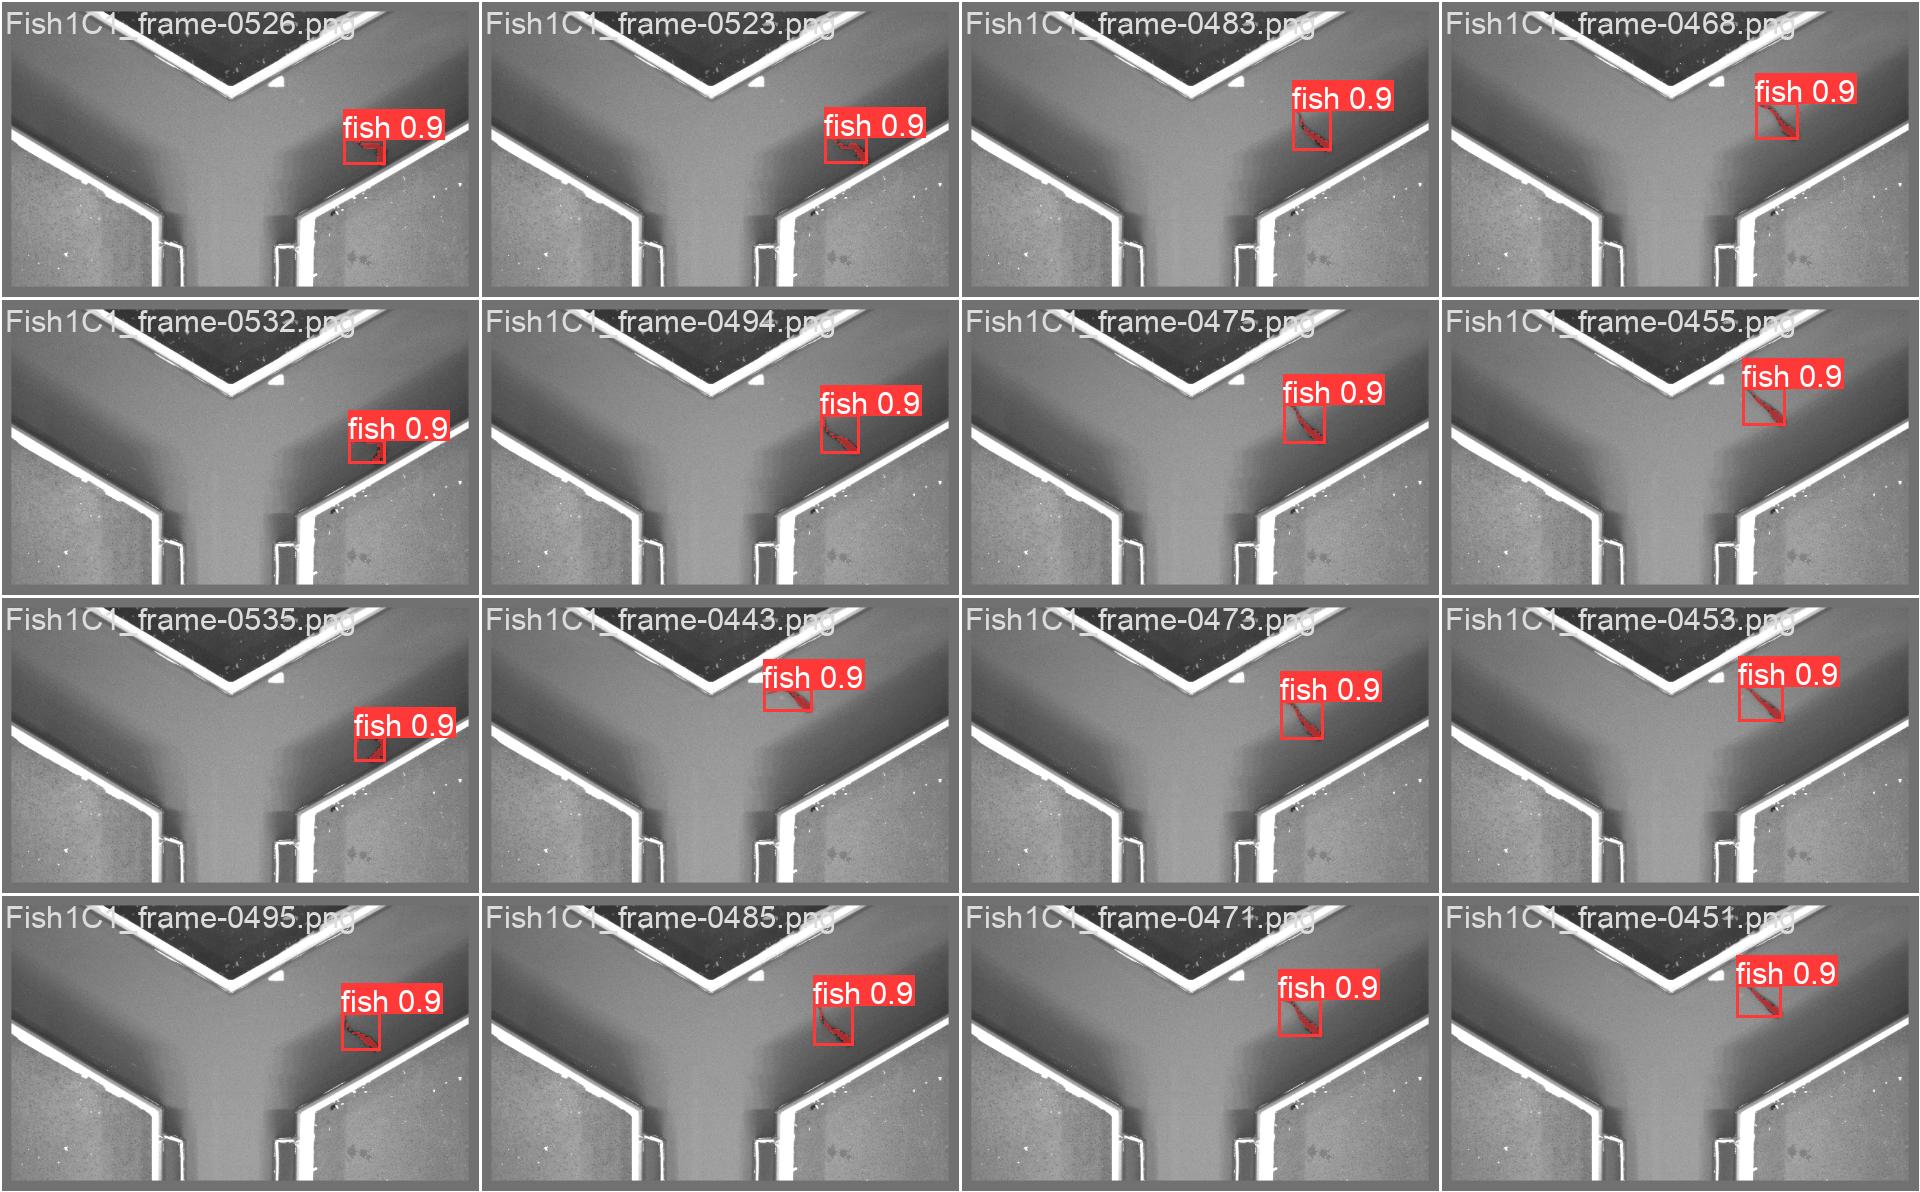 Fish1C1_frame-0526.png
fish 0.9
Fish1C1_frame-0523.png
fish 0.9
Fish1C1_frame-0483.png
fish 0.9
Fish1C1_frame-0468.png
fish 0.9
Fish1C1_frame-0532.png
fish 0.9
Fish1C1_frame-0494.png
fish 0.9
Fish1C1_frame-0475.png
fish 0.9
Fish1C1_frame-0455.png
fish 0.9
Fish1C1_frame-0535.png
fish 0.9
Fish1C1_frame-0443.png
fish 0.9
Fish1C1_frame-0473.png
fish 0.9
Fish1C1_frame-0453.png
fish 0.9
Fish1C1_frame-0495.png
fish 0.9
Fish1C1_frame-0485.png
fish 0.9
Fish1C1_frame-0471.png
fish 0.9
Fish1C1_frame-0451.png
fish 0.9